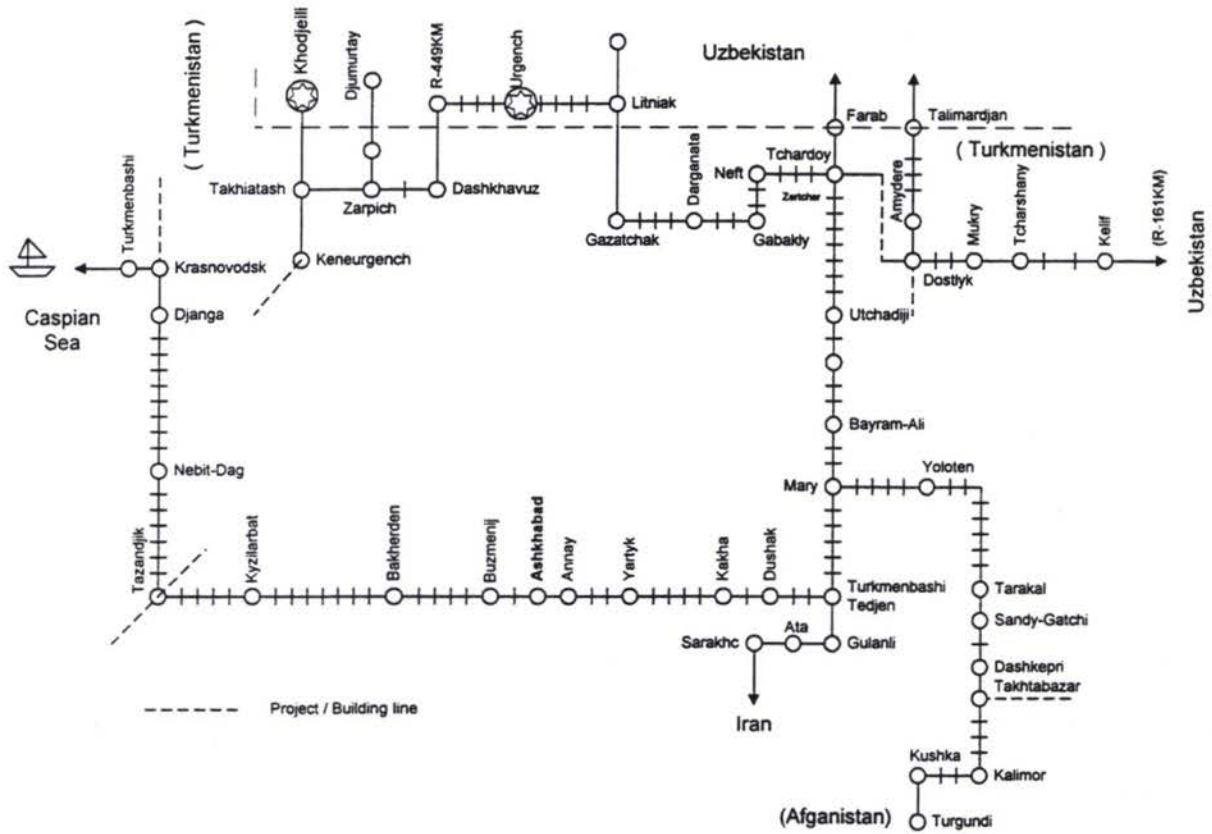 Uzbekistan
( Turkmenistan )
Khodjeili
Djumurtay
R-449KM
Urgench
Litniak
Farab
Talimardjan
( Turkmenistan )
Turkmenbashi
Takhiatash
Zarpich
Dashkhavuz
Neft
Tchardoy
Zertcher
Darganata
Amydere
Mukry
Tcharshany
Kelif
(R-161KM)
Uzbekistan
Gazatchak
Gabakly
Krasnovodsk
Keneurgench
Dostlyk
Caspian
Sea
Djanga
Utchadiji
Bayram-Ali
Nebit-Dag
Mary
Yoloten
Tazandjik
Kyzilarbat
Bakherden
Buzmenij
Ashkhabad
Annay
Yartyk
Kakha
Dushak
Turkmenbashi
Tedjen
Tarakal
Sandy-Gatchi
Sarakhc
Ata
Gulanli
Dashkepri
Takhtabazar
Project / Building line
Iran
Kushka
Kalimor
(Afganistan)
Turgundi